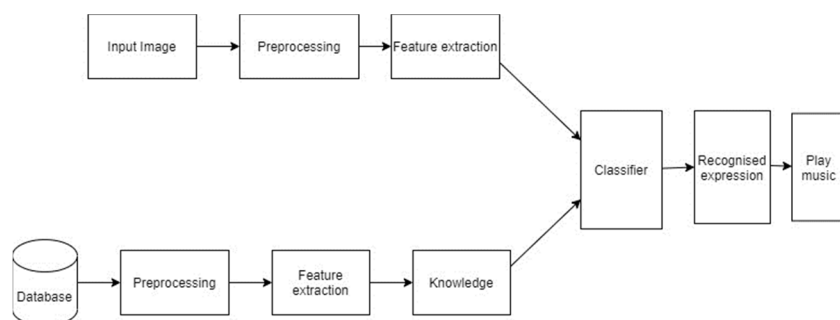 Input Image
Preprocessing
Feature extraction
Classifier
Recognised
expression
Play
music
Database
Preprocessing
Feature
extraction
Knowledge